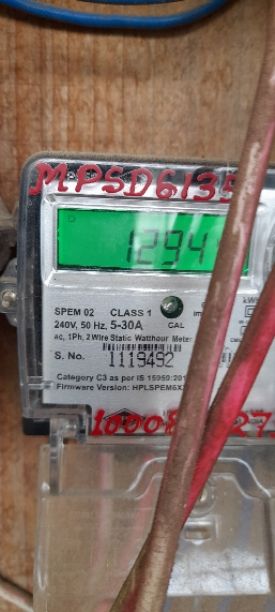 MPSD6135
1294
SPEM 02 CLASS 1
240V, 50 Hz, 5-30A CAL
ac, 1Ph, 2Wire Static Watthour Meter
S. No. 1119492
Category C3 as per IS 15959:201
Firmware Version: HPLSPEM6X